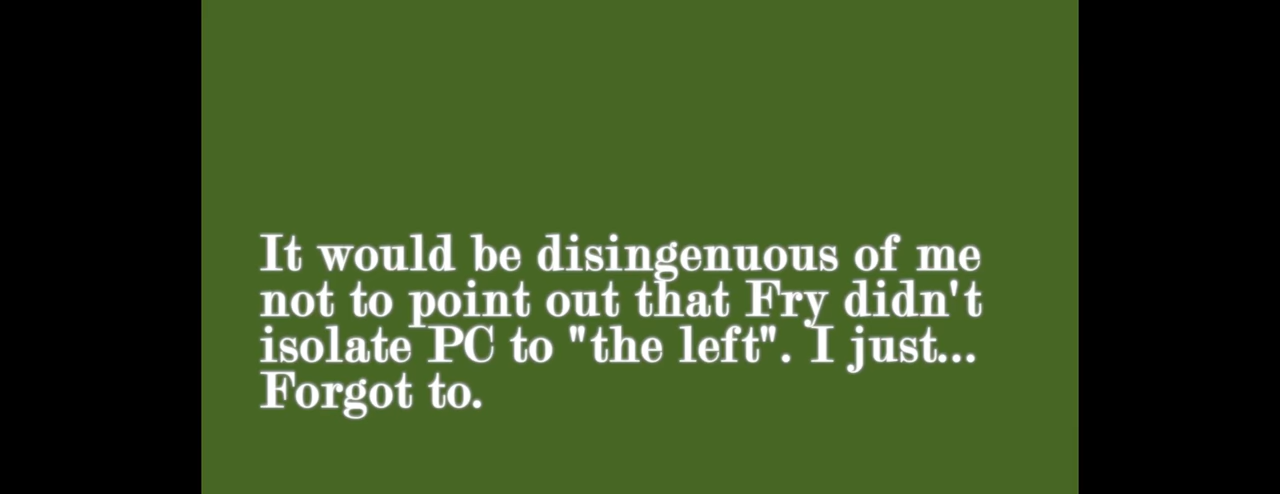 It would be disingenuous of me
not to point out that Fry didn't
isolate PC to "the left". I just...
Forgot to.